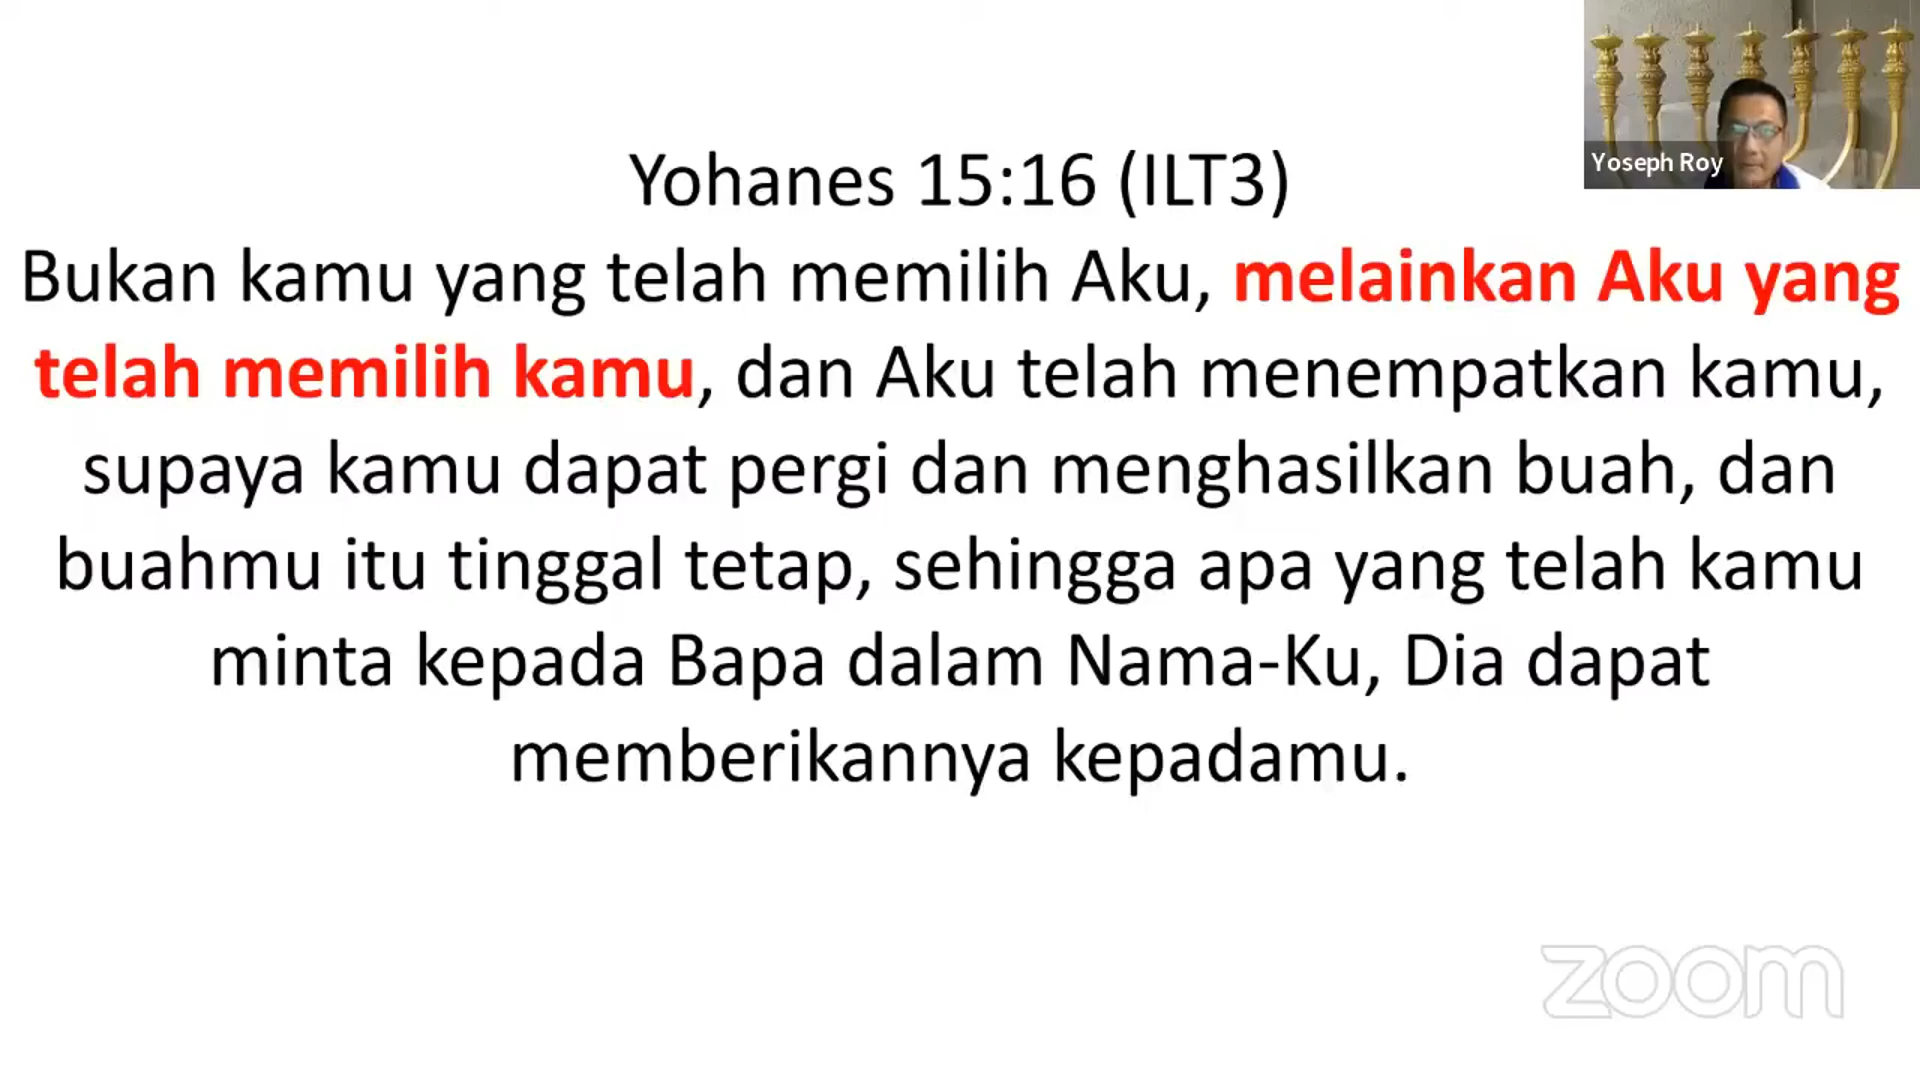 Yohanes 15:16 (ILT3)
Bukan kamu yang telah memilih Aku, melainkan Aku yang
telah memilih kamu, dan Aku telah menempatkan kamu,
supaya kamu dapat pergi dan menghasilkan buah, dan
buahmu itu tinggal tetap, sehingga apa yang telah kamu
minta kepada Bapa dalam Nama-Ku, Dia dapat
memberikannya kepadamu.
Yoseph Roy
zoom